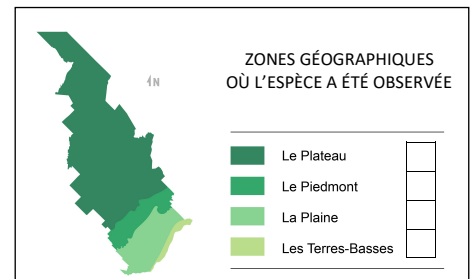 ZONES GÉOGRAPHIQUES
OÙ L'ESPÈCE A ÉTÉ OBSERVÉE
N
Le Plateau
Le Piedmont
La Plaine
Les Terres-Basses